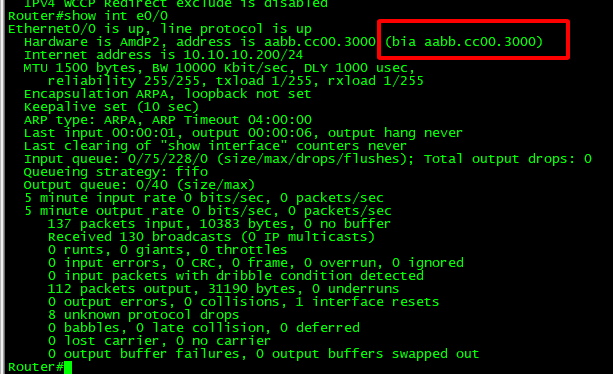 IPv4 WCCP Redirect exclude is disabled
Router#show int e0/0
Ethernet0/0 is up, line protocol is up
Hardware is AmdP2, address is aabb.cc00.3000 (bia aabb.cc00.3000)
Internet address is 10.10.10.200/24
MTU 1500 bytes, BW 10000 Kbit/sec, DLY 1000 usec,
reliability 255/255, txload 1/255, rxload 1/255
Encapsulation ARPA, loopback not set
Keepalive set (10 sec)
ARP type: ARPA, ARP Timeout 04:00:00
Last input 00:00:01, output 00:00:06, output hang never
Last clearing of "show interface" counters never
Input queue: 0/75/228/0 (size/max/drops/flushes); Total output drops: 0
Queueing strategy: fifo
Output queue: 0/40 (size/max)
5 minute input rate 0 bits/sec, 0 packets/sec
5 minute output rate 0 bits/sec, 0 packets/sec
137 packets input, 10383 bytes, 0 no buffer
Received 130 broadcasts (0 IP multicasts)
0 runts, 0 giants, 0 throttles
0 input errors, 0 CRC, 0 frame, 0 overrun, 0 ignored
0 input packets with dribble condition detected
112 packets output, 31190 bytes, 0 underruns
0 output errors, 0 collisions, 1 interface resets
8 unknown protocol drops
0 babbles, 0 late collision, 0 deferred
0 lost carrier, 0 no carrier
0 output buffer failures, 0 output buffers swapped out
Router#